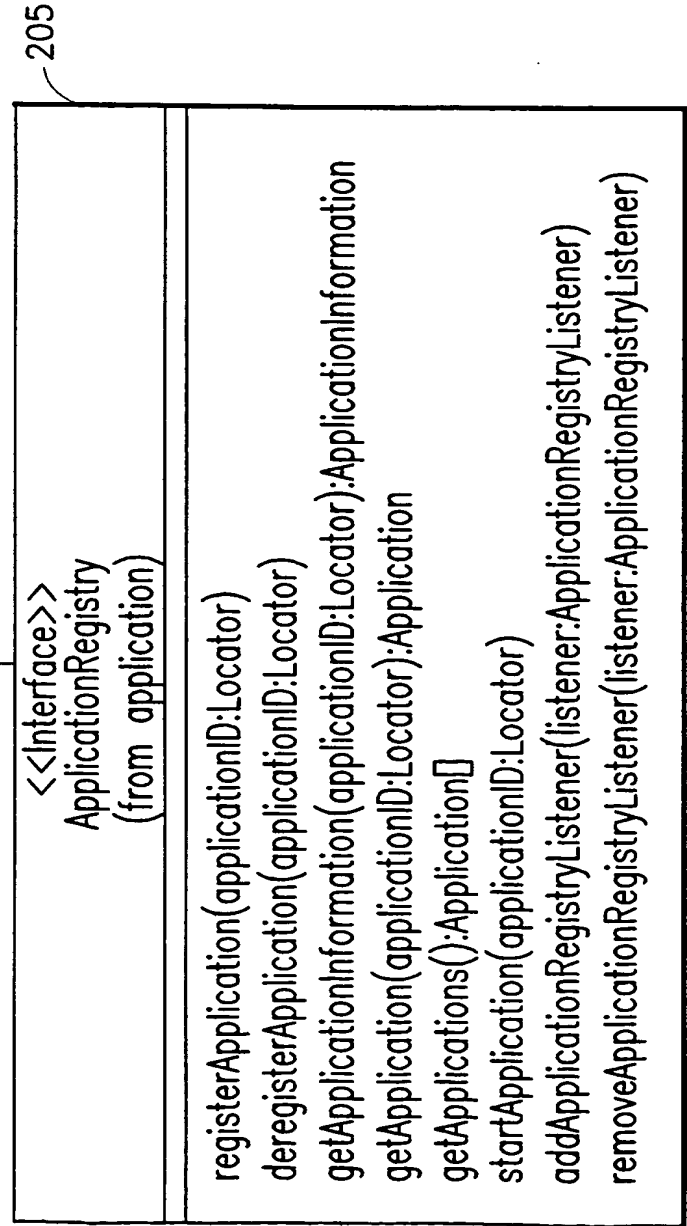 205
<<Interface>>
ApplicationRegistry
(from application)
registerApplication(applicationID:Locator)
deregisterApplication(applicationID:Locator)
getApplicationInformation(applicationID:Locator):ApplicationInformation
getApplication(applicationID:Locator):Application
getApplications():Application[]
startApplication(applicationID:Locator)
addApplicationRegistryListener(listener:ApplicationRegistryListener)
removeApplicationRegistryListener(listener:ApplicationRegistryListener)